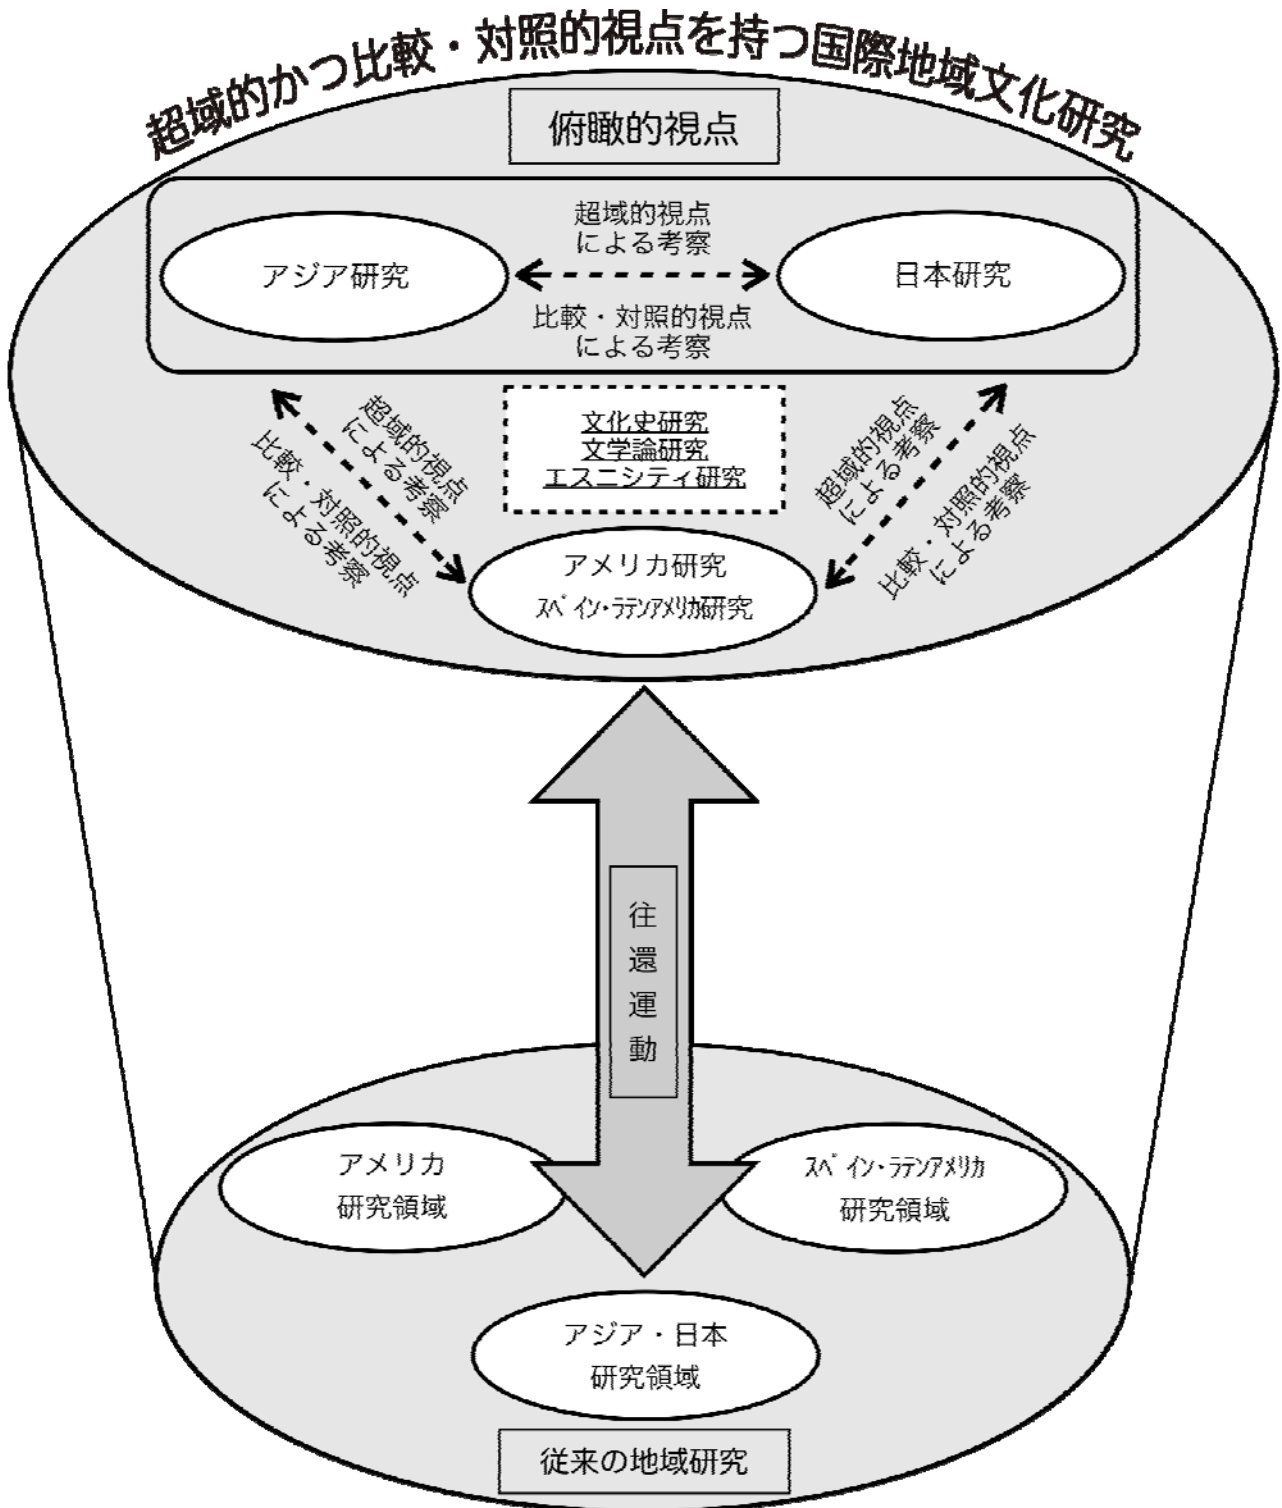 超域的かつ比較・対照的視点を持つ国際地域文化研究
俯瞰的視点
超域的視点
による考察
アジア研究
日本研究
比較・対照的視点
による考察
超域的視点
による考察
比較・対照的視点
による考察
文化史研究
文学論研究
エスニシティ研究
超域的視点
による考察
比較・対照的視点
による考察
アメリカ研究
ｽﾍﾟｲﾝ・ﾗﾃﾝｱﾒﾘｶ研究
往
還
運
動
アメリカ
研究領域
ｽﾍﾟｲﾝ・ﾗﾃﾝｱﾒﾘｶ
研究領域
アジア・日本
研究領域
従来の地域研究